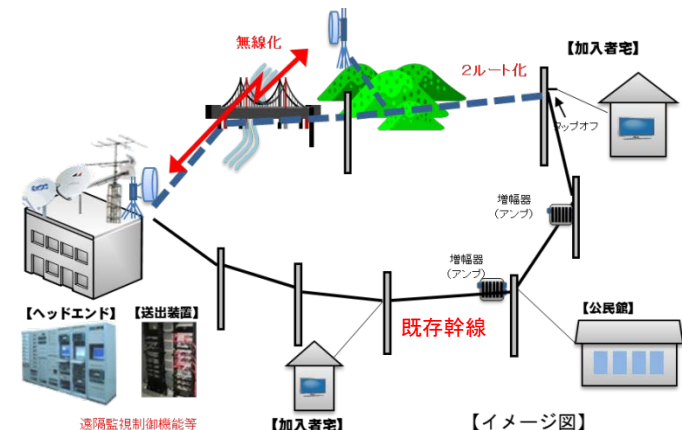 無線化
【加入者宅】
2ルート化
タップオフ
増幅器
(アンプ)
増幅器
(アンプ)
【ヘッドエンド】
【送出装置】
既存幹線
【公民館】
遠隔監視制御機能等
【加入者宅】
【イメージ図】